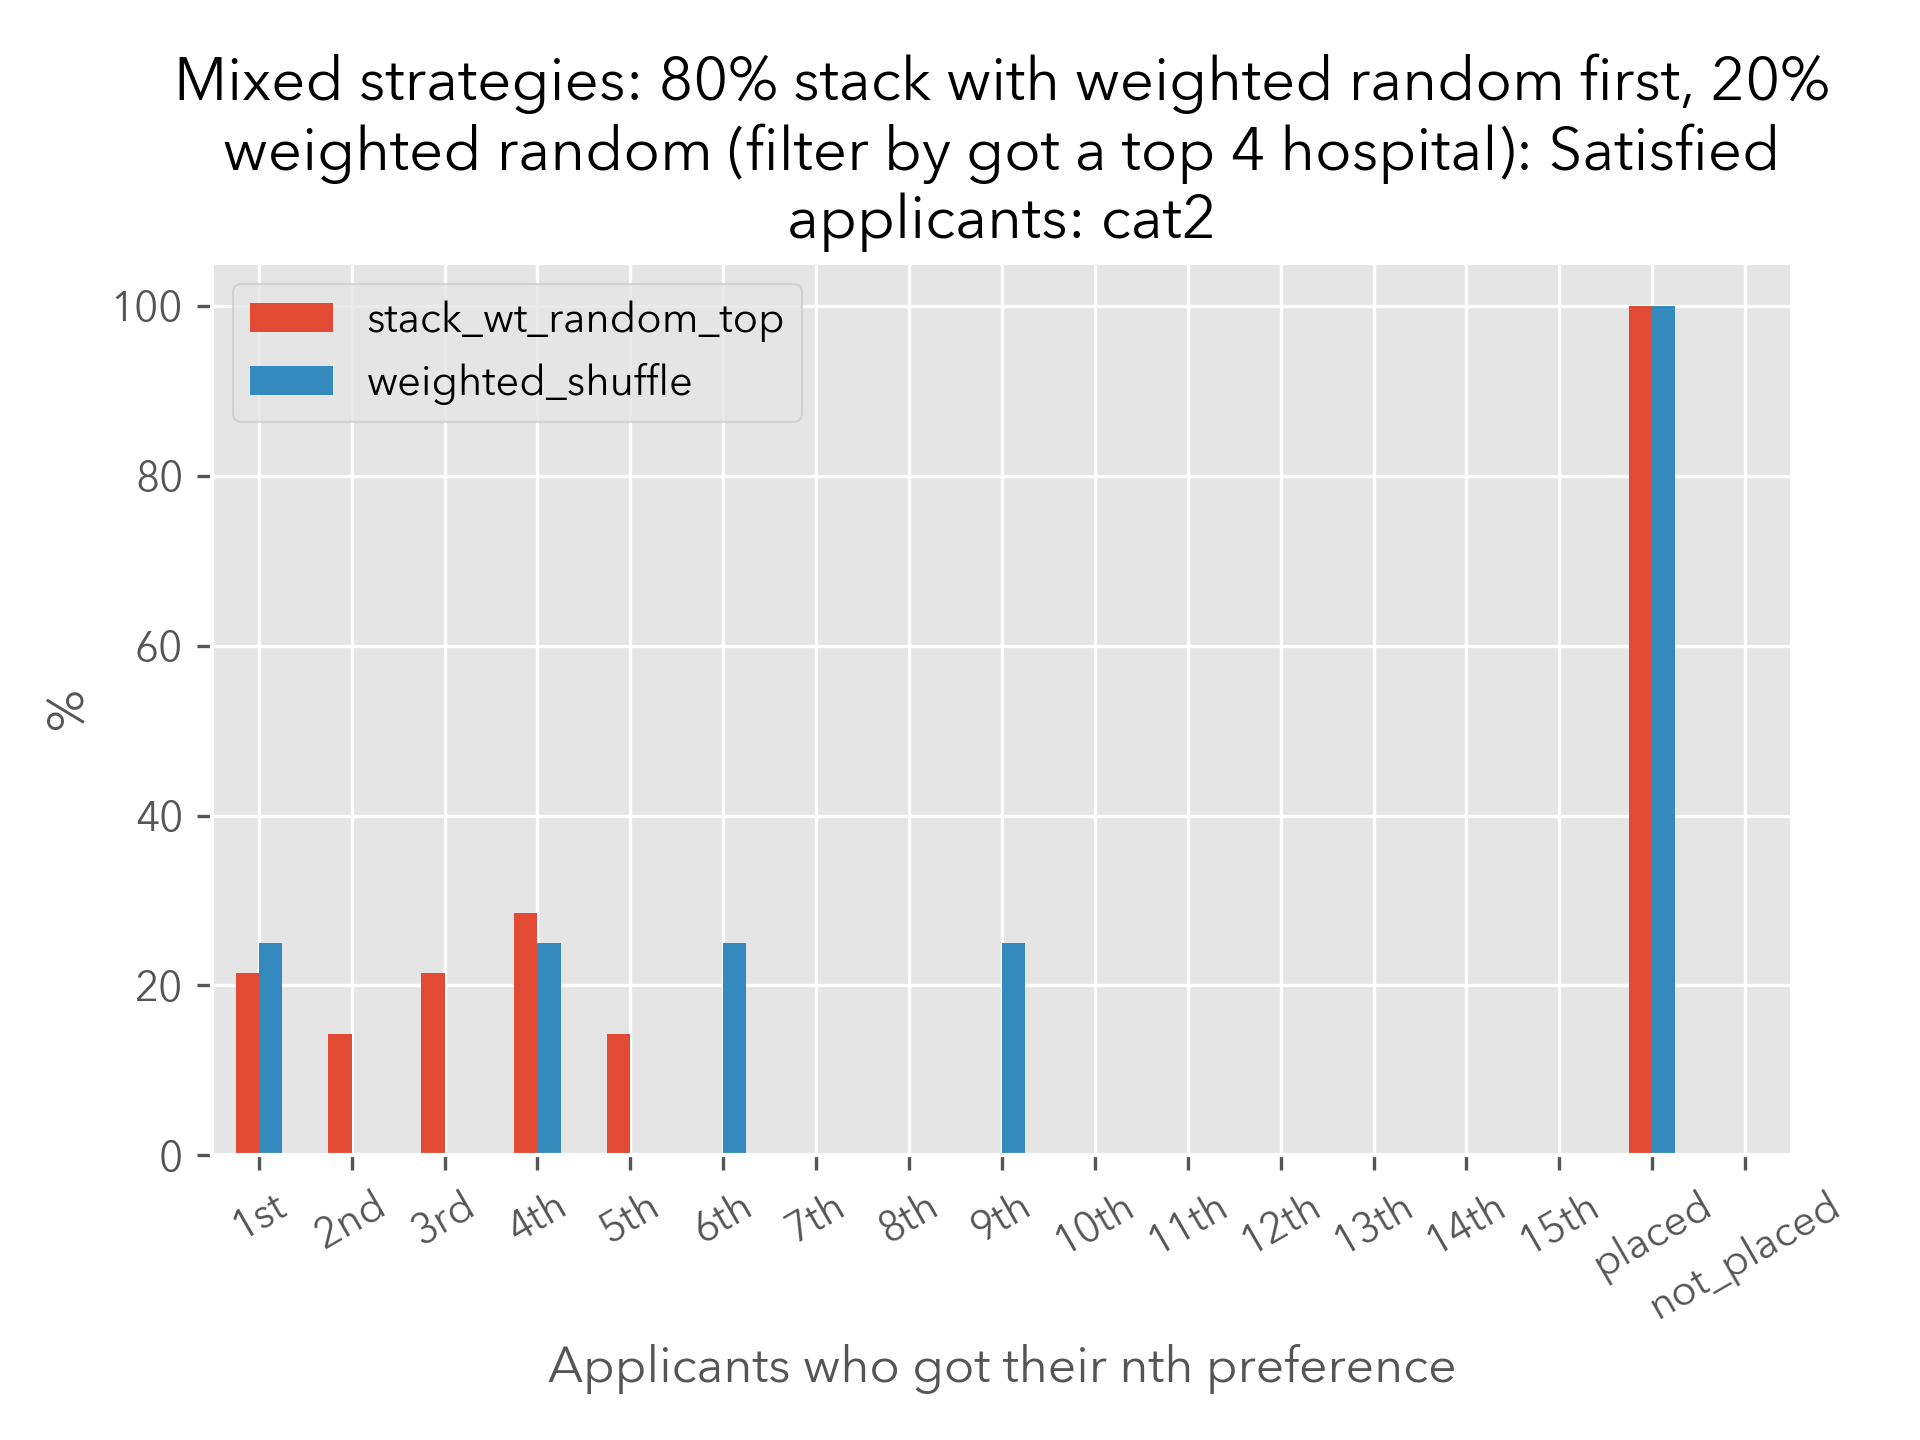 Mixed strategies: 80% stack with weighted random first, 20%
weighted random (filter by got a top 4 hospital): Satisfied
applicants: cat2
stack_wt_random_top
weighted_shuffle
100
80
60
40
20
0
%
1st 2nd 3rd 4th 5th 6th 7th 8th 9th 10th 11th 12th 13th 14th 15th placed not_placed
Applicants who got their nth preference